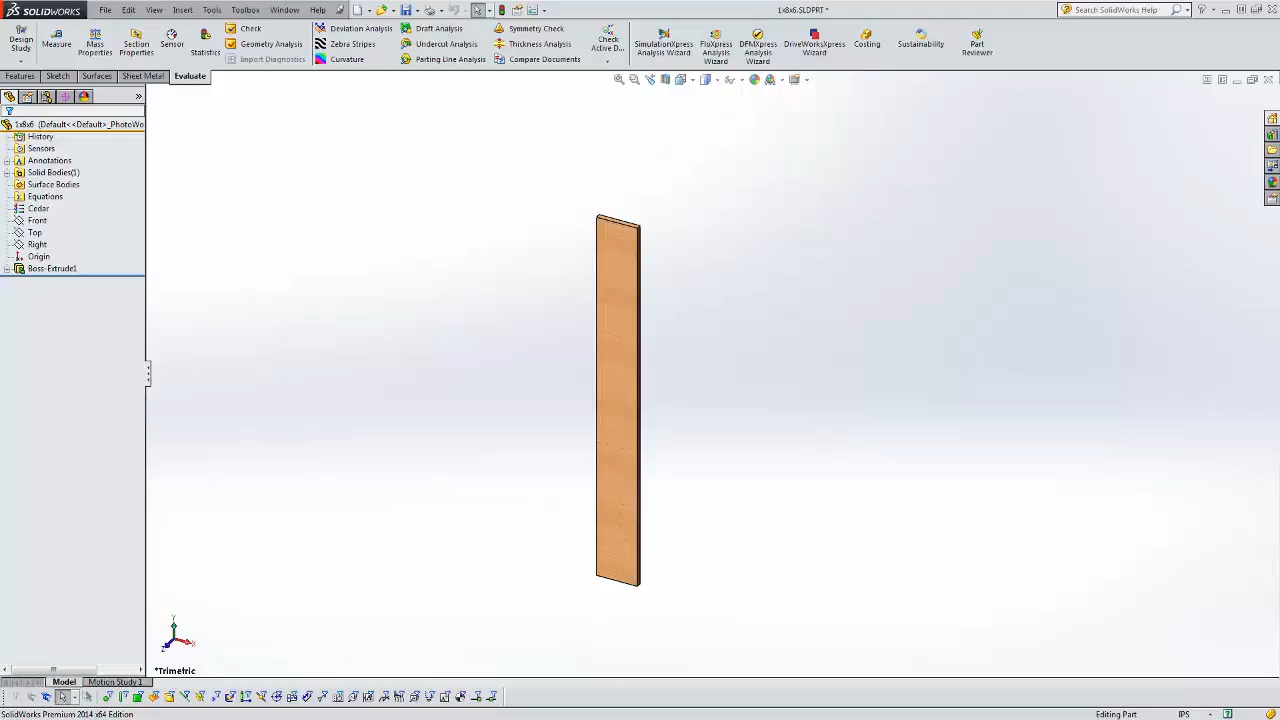 SOLIDWORKS File Edit View Insert Tools Toolbox Window Help 1x8x6.SLDPRT * Search SolidWorks Help
Design Study
Measure
Mass Properties
Section Properties
Sensor
Statistics
Check
Geometry Analysis
Import Diagnostics
Deviation Analysis
Zebra Stripes
Curvature
Draft Analysis
Undercut Analysis
Parting Line Analysis
Symmetry Check
Thickness Analysis
Compare Documents
Check Active D...
SimulationXpress Analysis Wizard
FloXpress Analysis Wizard
DFMXpress Analysis Wizard
DriveWorksXpress Wizard
Costing
Sustainability
Part Reviewer
Features Sketch Surfaces Sheet Metal Evaluate
»
1x8x6 (Default<<Default>_PhotoWo
History
Sensors
Annotations
Solid Bodies(1)
Surface Bodies
Equations
Cedar
Front
Top
Right
Origin
Boss-Extrude1
Y
X
Z
*Trimetric
Model Motion Study 1
SolidWorks Premium 2014 x64 Edition Editing Part IPS